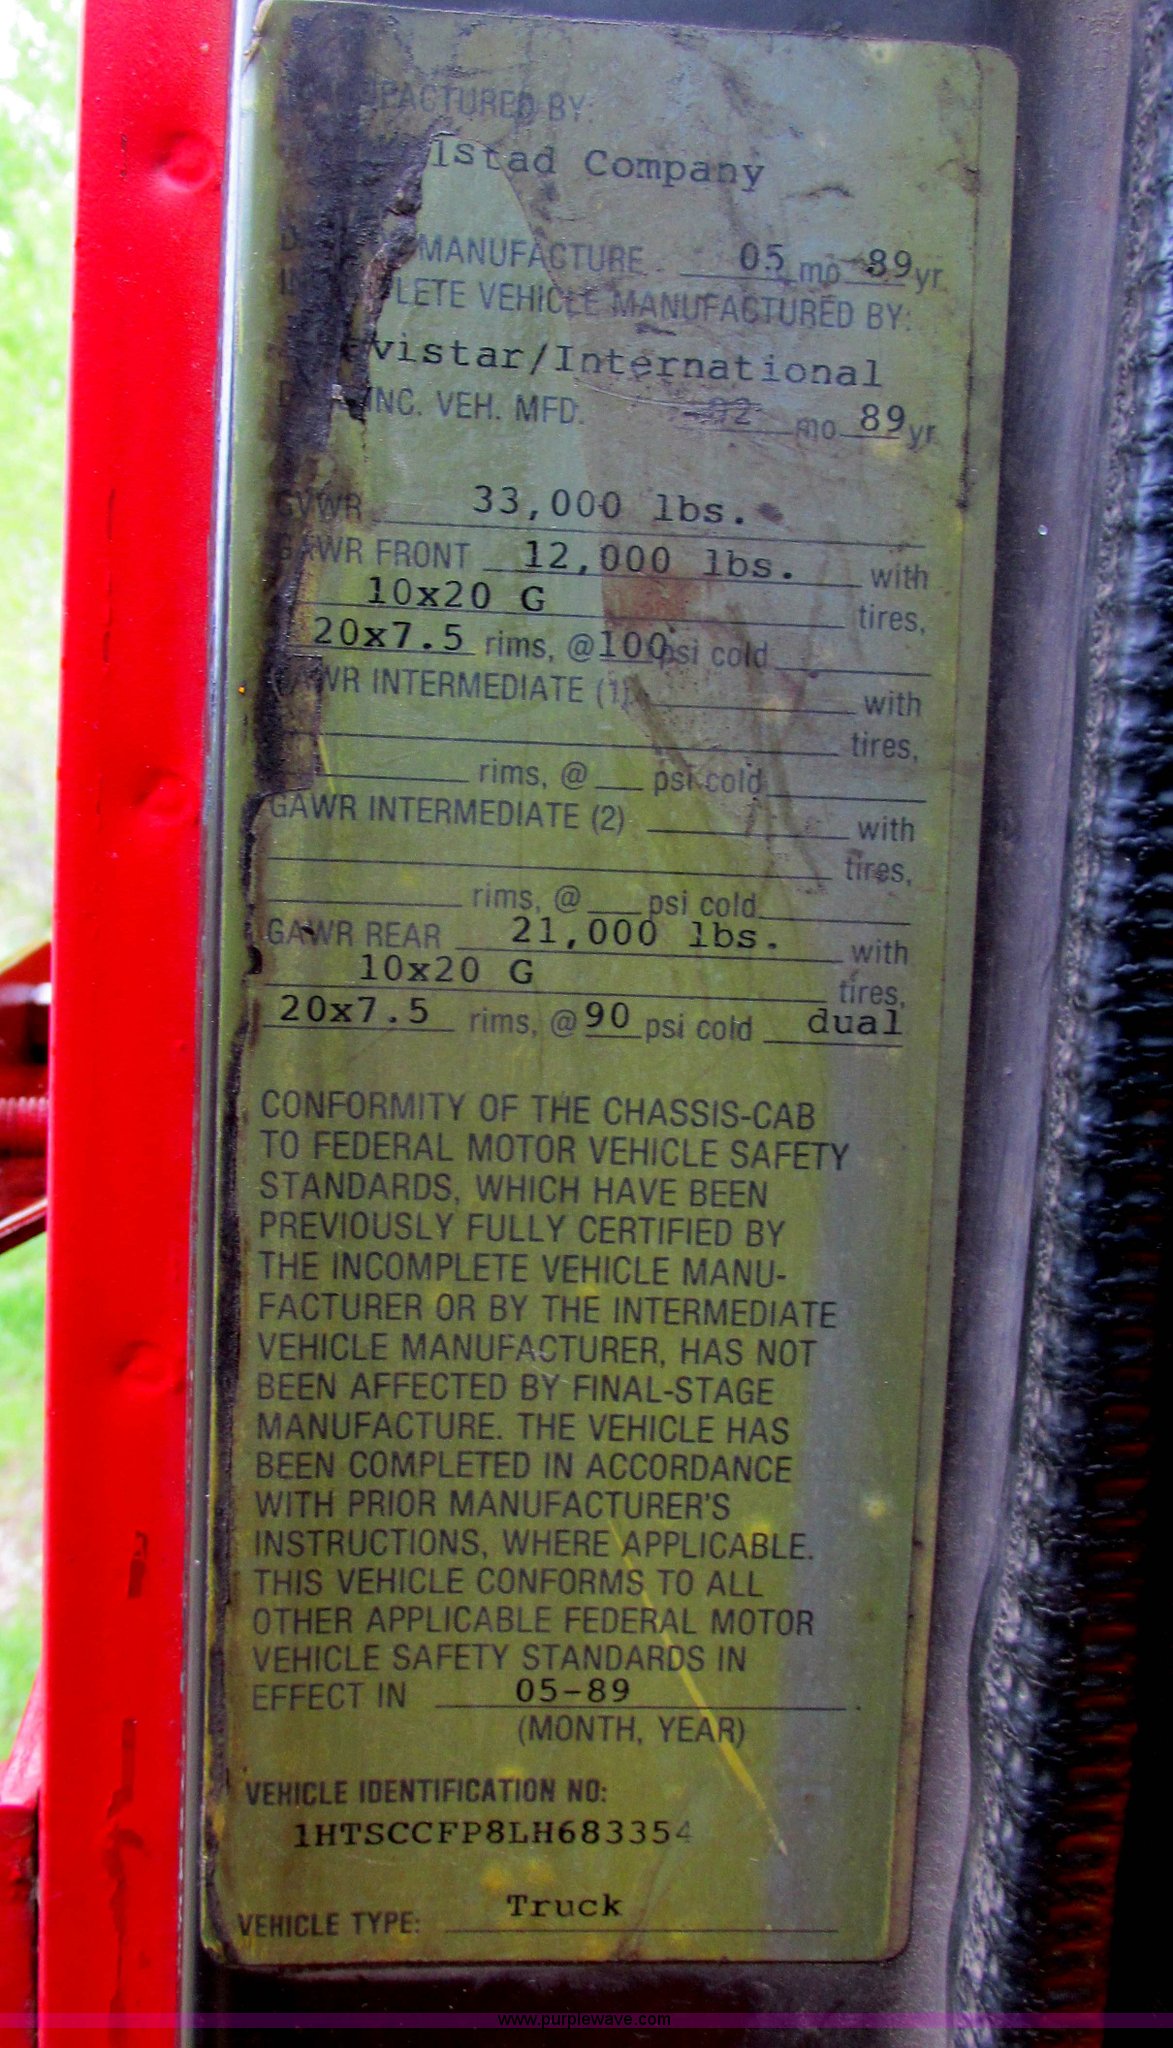 MANUFACTURED BY:
lstad Company
MANUFACTURE 05 mo 89 yr.
INCOMPLETE VEHICLE MANUFACTURED BY:
vistar/International
INC. VEH. MFD. 02 mo 89 yr.
GVWR 33,000 lbs.
GAWR FRONT 12,000 lbs. with
10x20 G tires,
20x7.5 rims, @ 100 psi cold
GAWR INTERMEDIATE (1) with
tires,
rims, @ psi cold
GAWR INTERMEDIATE (2) with
tires,
rims, @ psi cold
GAWR REAR 21,000 lbs. with
10x20 G tires,
20x7.5 rims, @ 90 psi cold dual
CONFORMITY OF THE CHASSIS-CAB
TO FEDERAL MOTOR VEHICLE SAFETY
STANDARDS, WHICH HAVE BEEN
PREVIOUSLY FULLY CERTIFIED BY
THE INCOMPLETE VEHICLE MANU-
FACTURER OR BY THE INTERMEDIATE
VEHICLE MANUFACTURER, HAS NOT
BEEN AFFECTED BY FINAL-STAGE
MANUFACTURE. THE VEHICLE HAS
BEEN COMPLETED IN ACCORDANCE
WITH PRIOR MANUFACTURER'S
INSTRUCTIONS, WHERE APPLICABLE.
THIS VEHICLE CONFORMS TO ALL
OTHER APPLICABLE FEDERAL MOTOR
VEHICLE SAFETY STANDARDS IN
EFFECT IN 05-89.
(MONTH, YEAR)
VEHICLE IDENTIFICATION NO:
1HTSCCFP8LH683354
VEHICLE TYPE: Truck
www.purplewave.com